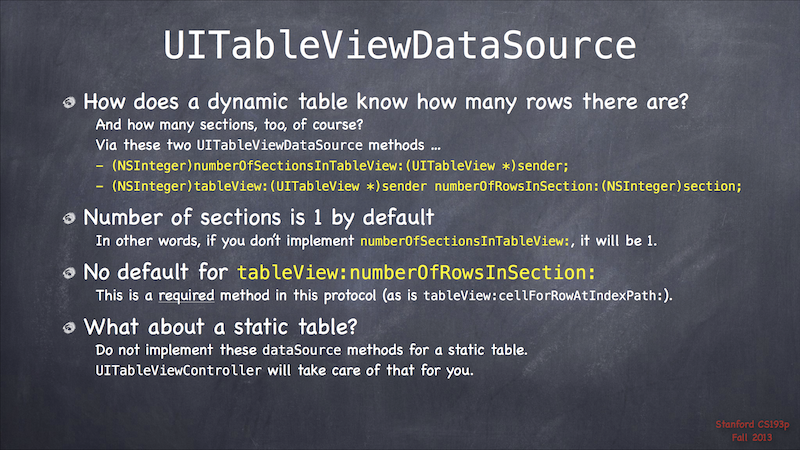 UITableViewDataSource
How does a dynamic table know how many rows there are?
And how many sections, too, of course?
Via these two UITableViewDataSource methods ...
- (NSInteger)numberOfSectionsInTableView:(UITableView *)sender;
- (NSInteger)tableView:(UITableView *)sender numberOfRowsInSection:(NSInteger)section;
Number of sections is 1 by default
In other words, if you don't implement numberOfSectionsInTableView:, it will be 1.
No default for tableView:numberOfRowsInSection:
This is a required method in this protocol (as is tableView:cellForRowAtIndexPath:).
What about a static table?
Do not implement these dataSource methods for a static table.
UITableViewController will take care of that for you.
Stanford CS193p
Fall 2013